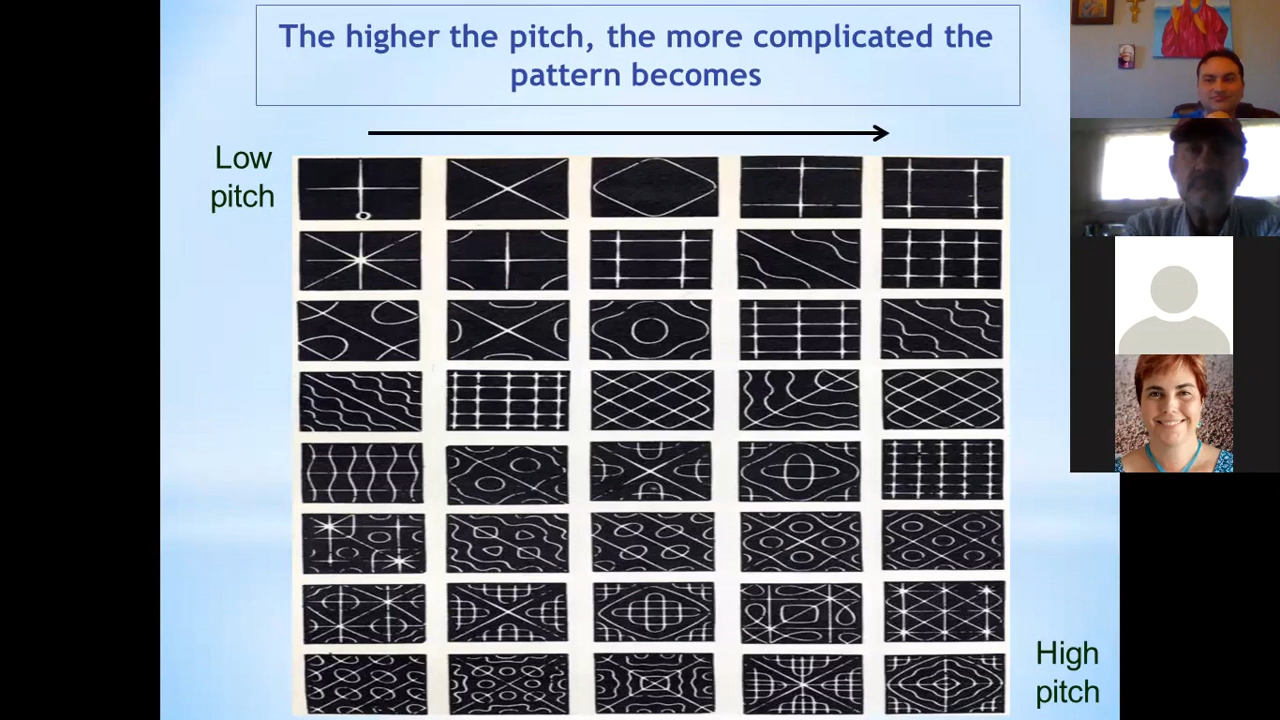 The higher the pitch, the more complicated the
pattern becomes
Low
pitch
High
pitch